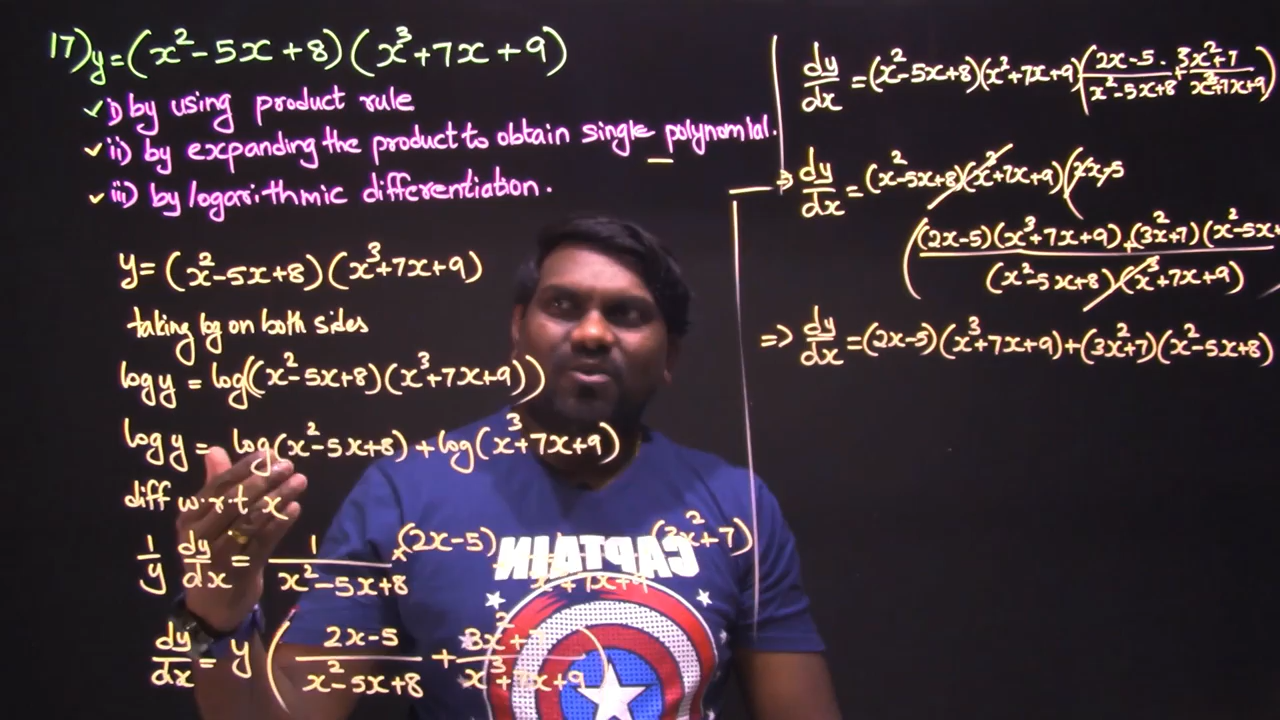 17) y=(x²-5x+8)(x³+7x+9)
i) by using product rule
ii) by expanding the product to obtain single polynomial.
iii) by logarithmic differentiation.
y=(x²-5x+8)(x³+7x+9)
taking log on both sides
log y = log((x²-5x+8)(x³+7x+9))
log y = log(x²-5x+8)+log(x³+7x+9)
diff w.r.t x
1/y dy/dx = 1/(x²-5x+8) × (2x-5) (3x²+7)
dy/dx = y ( (2x-5)/(x²-5x+8) + (3x²+7)/(x³+7x+9) )
dy/dx = (x²-5x+8)(x²+7x+9)( (2x-5)/(x²-5x+8) + (3x²+7)/(x³+7x+9) )
=> dy/dx = (x²-5x+8)(x²+7x+9)(2x-5
( ((2x-5)(x³+7x+9)+(3x²+7)(x²-5x+ / (x²-5x+8)(x³+7x+9)
=> dy/dx = (2x-5)(x³+7x+9)+(3x²+7)(x²-5x+8)
CAPTAIN